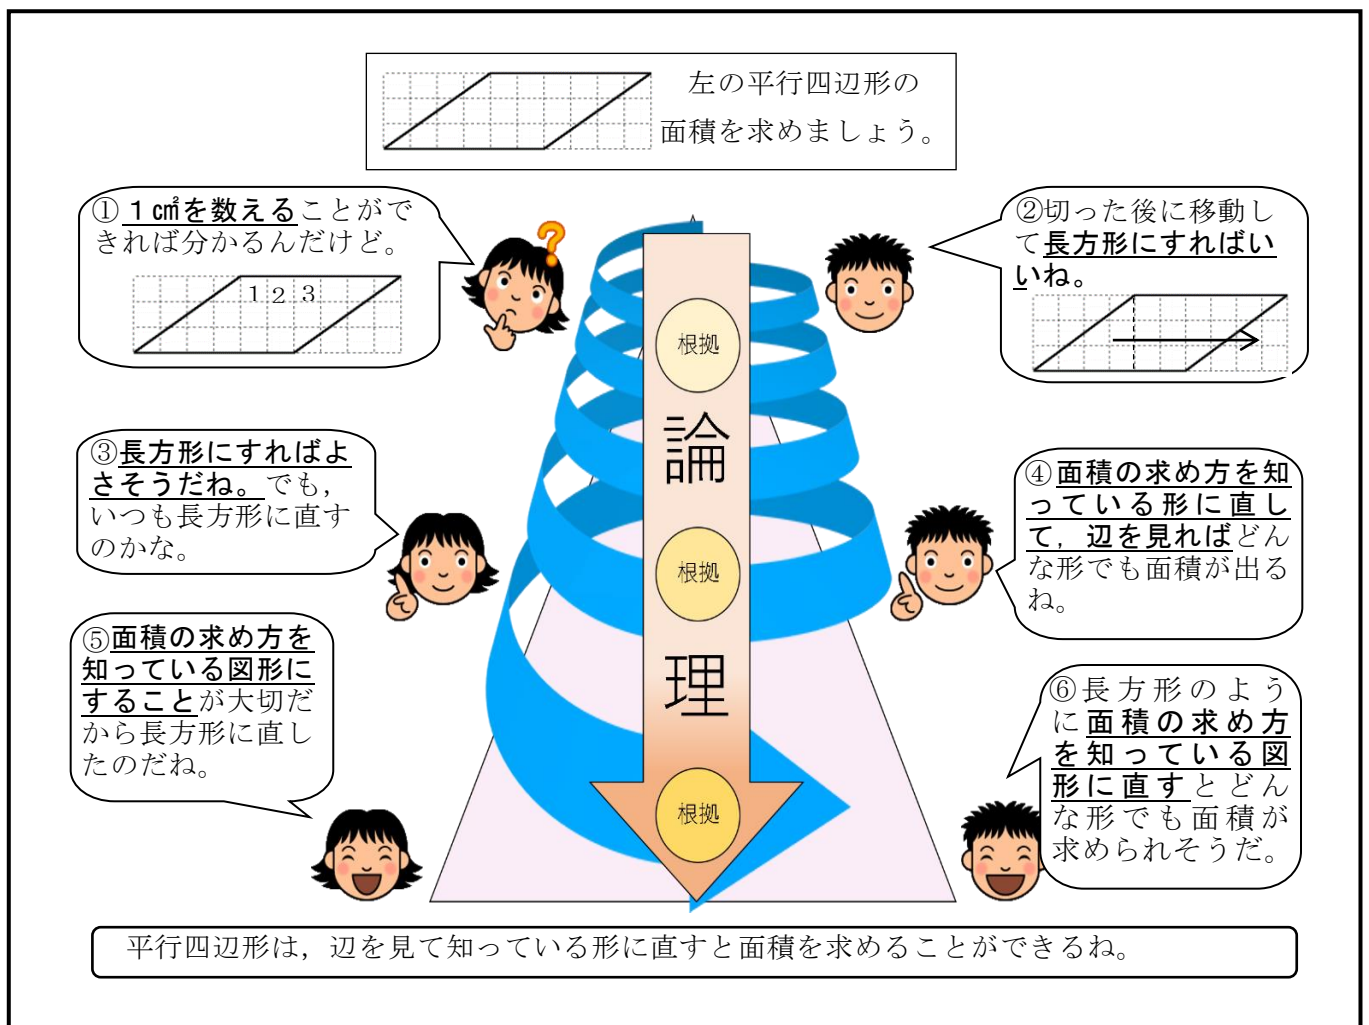 左の平行四辺形の
面積を求めましょう。
①１㎠を数えることがで
きれば分かるんだけど。
１２３
②切った後に移動し
て長方形にすればい
いね。
根拠
論
③長方形にすればよ
さそうだね。でも，
いつも長方形に直す
のかな。
④面積の求め方を知
っている形に直し
て，辺を見ればどん
な形でも面積が出る
ね。
根拠
理
⑤面積の求め方を
知っている図形に
することが大切だ
から長方形に直し
たのだね。
⑥長方形のよう
に面積の求め方
を知っている図
形に直すとどん
な形でも面積が
求められそうだ。
根拠
平行四辺形は，辺を見て知っている形に直すと面積を求めることができるね。